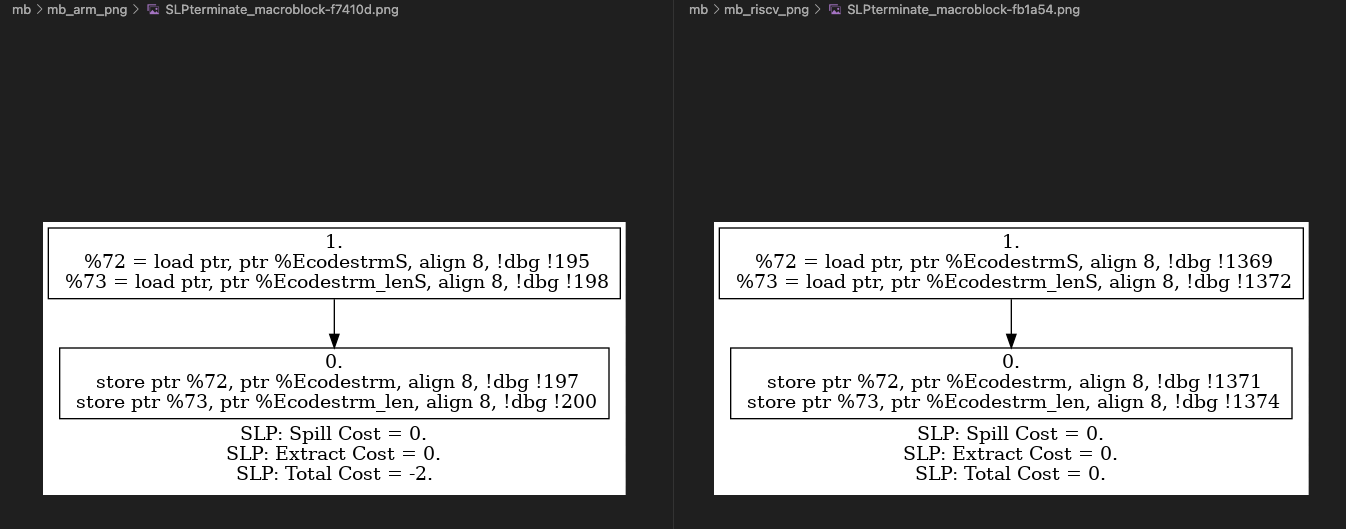 mb > mb_arm_png > SLPterminate_macroblock-f7410d.png
1.
%72 = load ptr, ptr %EcodestrmS, align 8, !dbg !195
%73 = load ptr, ptr %Ecodestrm_lenS, align 8, !dbg !198
0.
store ptr %72, ptr %Ecodestrm, align 8, !dbg !197
store ptr %73, ptr %Ecodestrm_len, align 8, !dbg !200
SLP: Spill Cost = 0.
SLP: Extract Cost = 0.
SLP: Total Cost = -2.
mb > mb_riscv_png > SLPterminate_macroblock-fb1a54.png
1.
%72 = load ptr, ptr %EcodestrmS, align 8, !dbg !1369
%73 = load ptr, ptr %Ecodestrm_lenS, align 8, !dbg !1372
0.
store ptr %72, ptr %Ecodestrm, align 8, !dbg !1371
store ptr %73, ptr %Ecodestrm_len, align 8, !dbg !1374
SLP: Spill Cost = 0.
SLP: Extract Cost = 0.
SLP: Total Cost = 0.